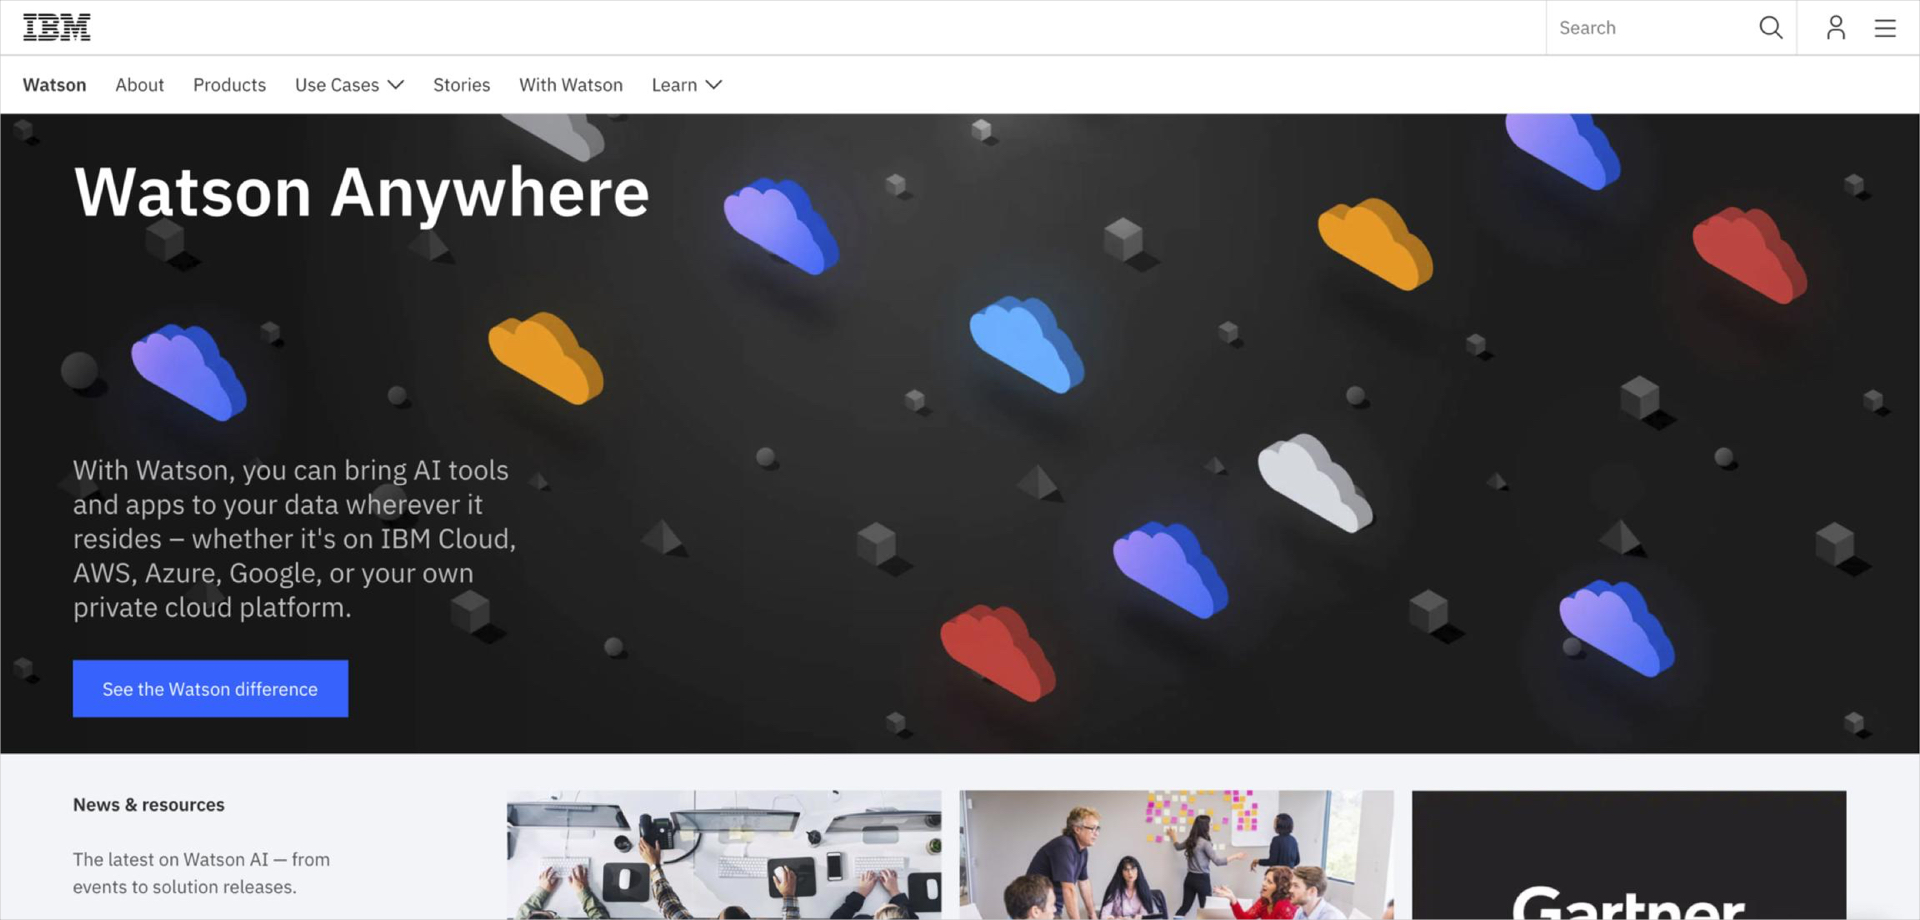 IBM
Search
Watson About Products Use Cases Stories With Watson Learn
Watson Anywhere
With Watson, you can bring AI tools
and apps to your data wherever it
resides – whether it's on IBM Cloud,
AWS, Azure, Google, or your own
private cloud platform.
See the Watson difference
News & resources
The latest on Watson AI — from
events to solution releases.
Gartner